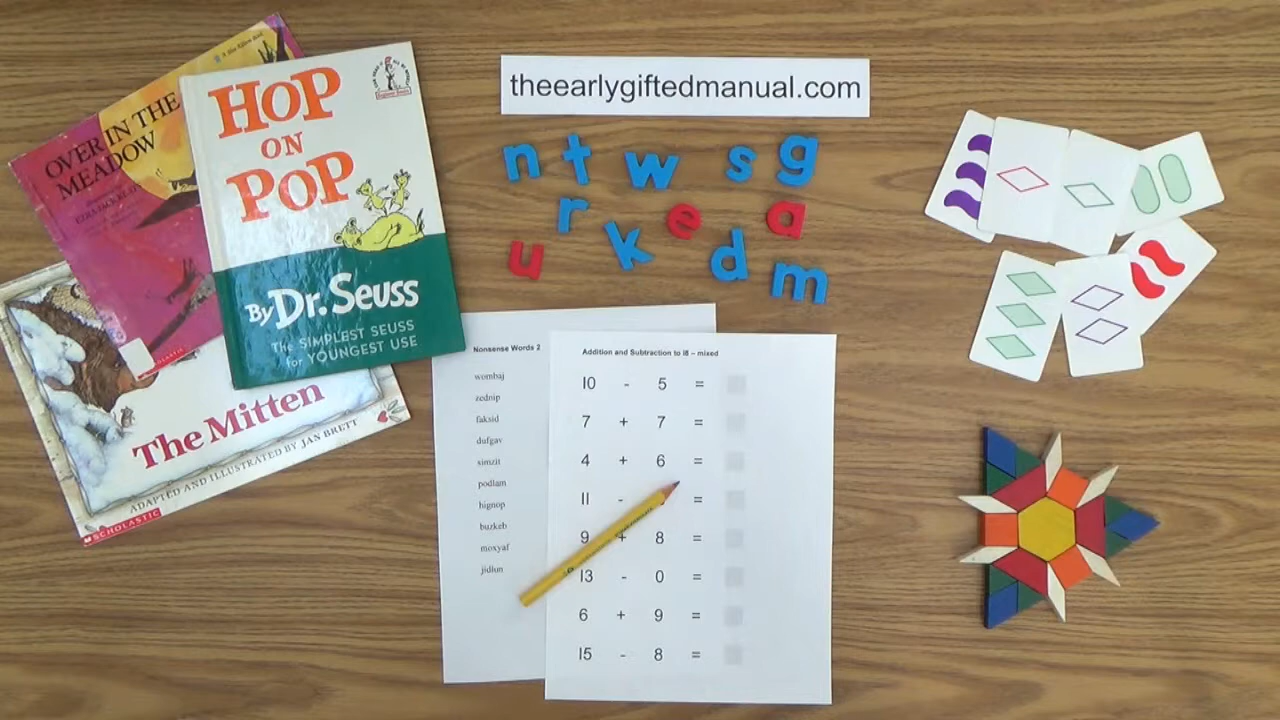 theearlygiftedmanual.com
OVER IN THE
MEADOW
HOP
ON
POP
By Dr. Seuss
The SIMPLEST SEUSS
for YOUNGEST USE
The Mitten
ADAPTED AND ILLUSTRATED BY JAN BRETT
SCHOLASTIC
n t w s g
r k e a
u d m
Nonsense Words 2
wombaj
zednip
faksid
dufgav
simzit
podlam
hignop
buzkeb
moxyaf
jidlun
Addition and Subtraction to 18 – mixed
10 - 5 =
7 + 7 =
4 + 6 =
11 - =
9 + 8 =
13 - 0 =
6 + 9 =
15 - 8 =